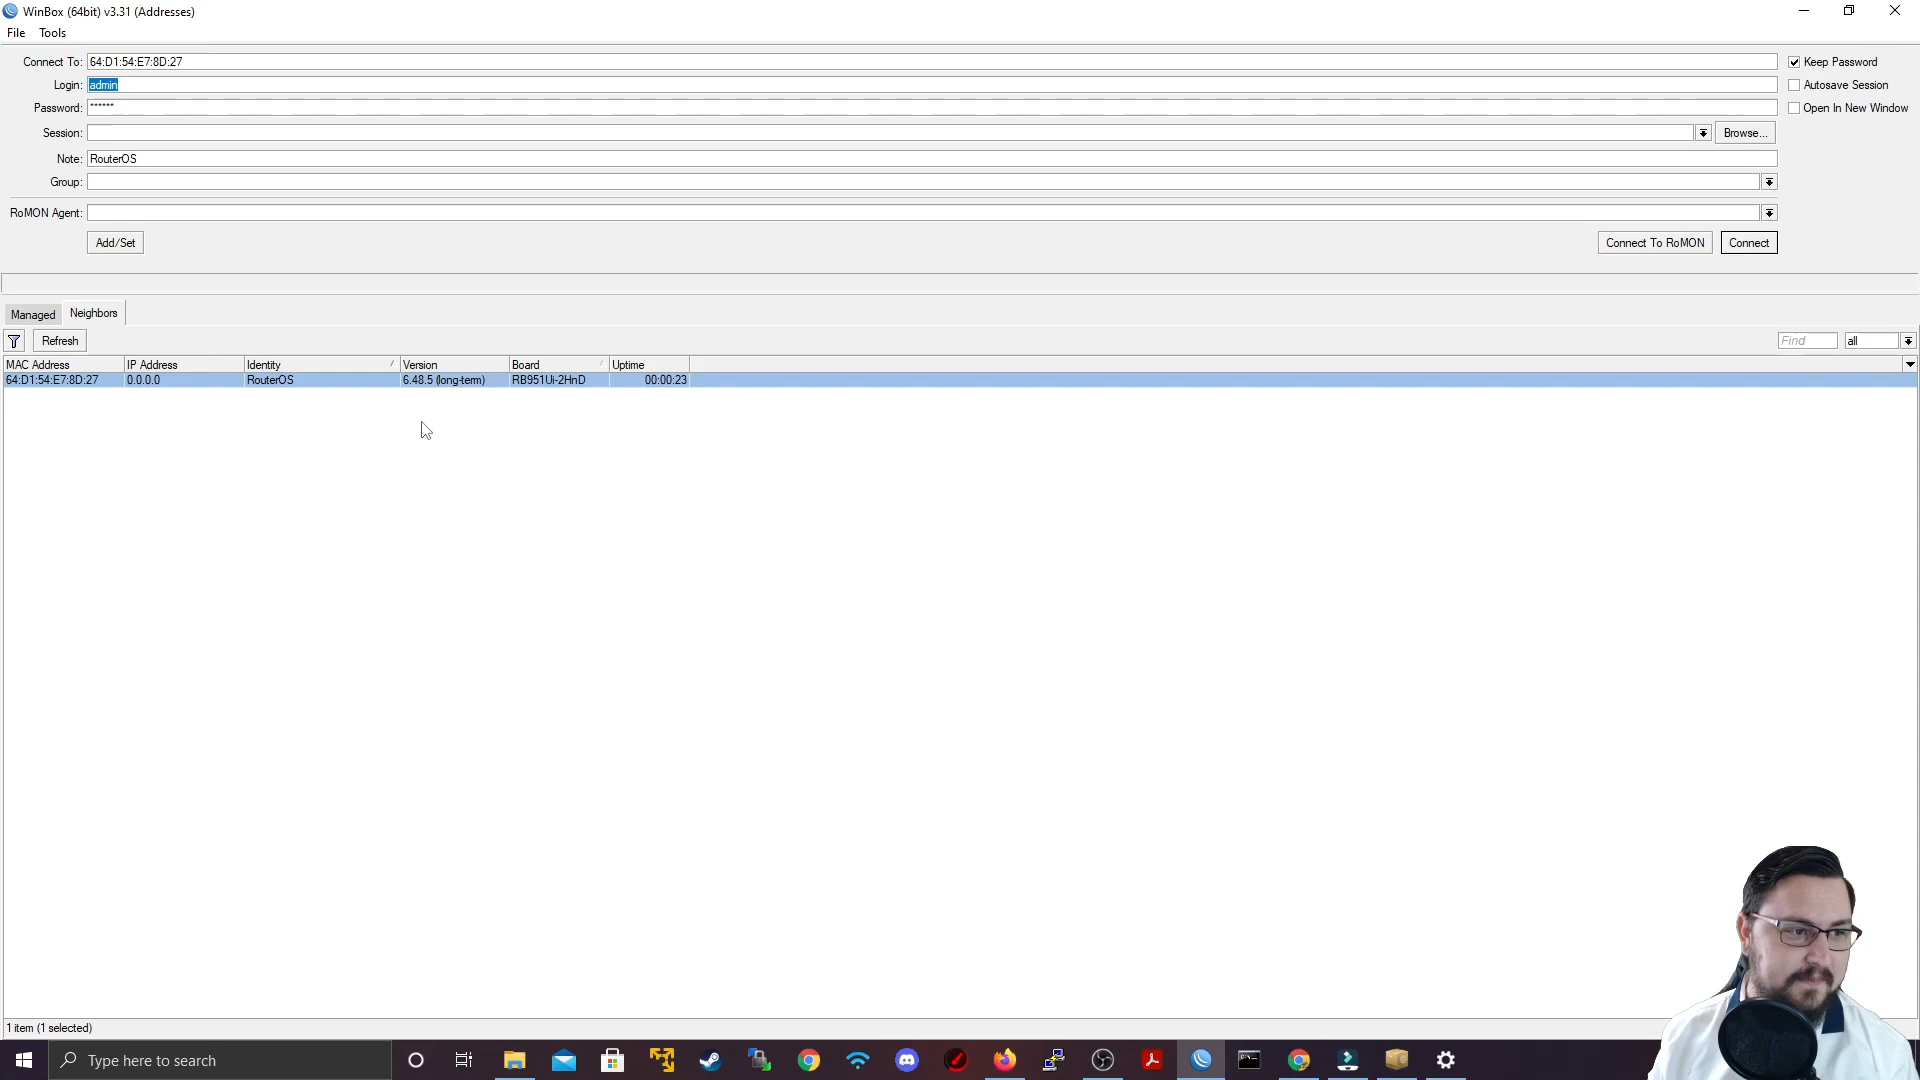 WinBox (64bit) v3.31 (Addresses)
File Tools
Connect To: 64:D1:54:E7:8D:27
Keep Password
Login: admin
Autosave Session
Password: ******
Open In New Window
Session:
Browse...
Note: RouterOS
Group:
RoMON Agent:
Add/Set
Connect To RoMON Connect
Managed Neighbors
Refresh
Find all
MAC Address IP Address Identity Version Board Uptime
64:D1:54:E7:8D:27 0.0.0.0 RouterOS 6.48.5 (long-term) RB951Ui-2HnD 00:00:23
1 item (1 selected)
Type here to search